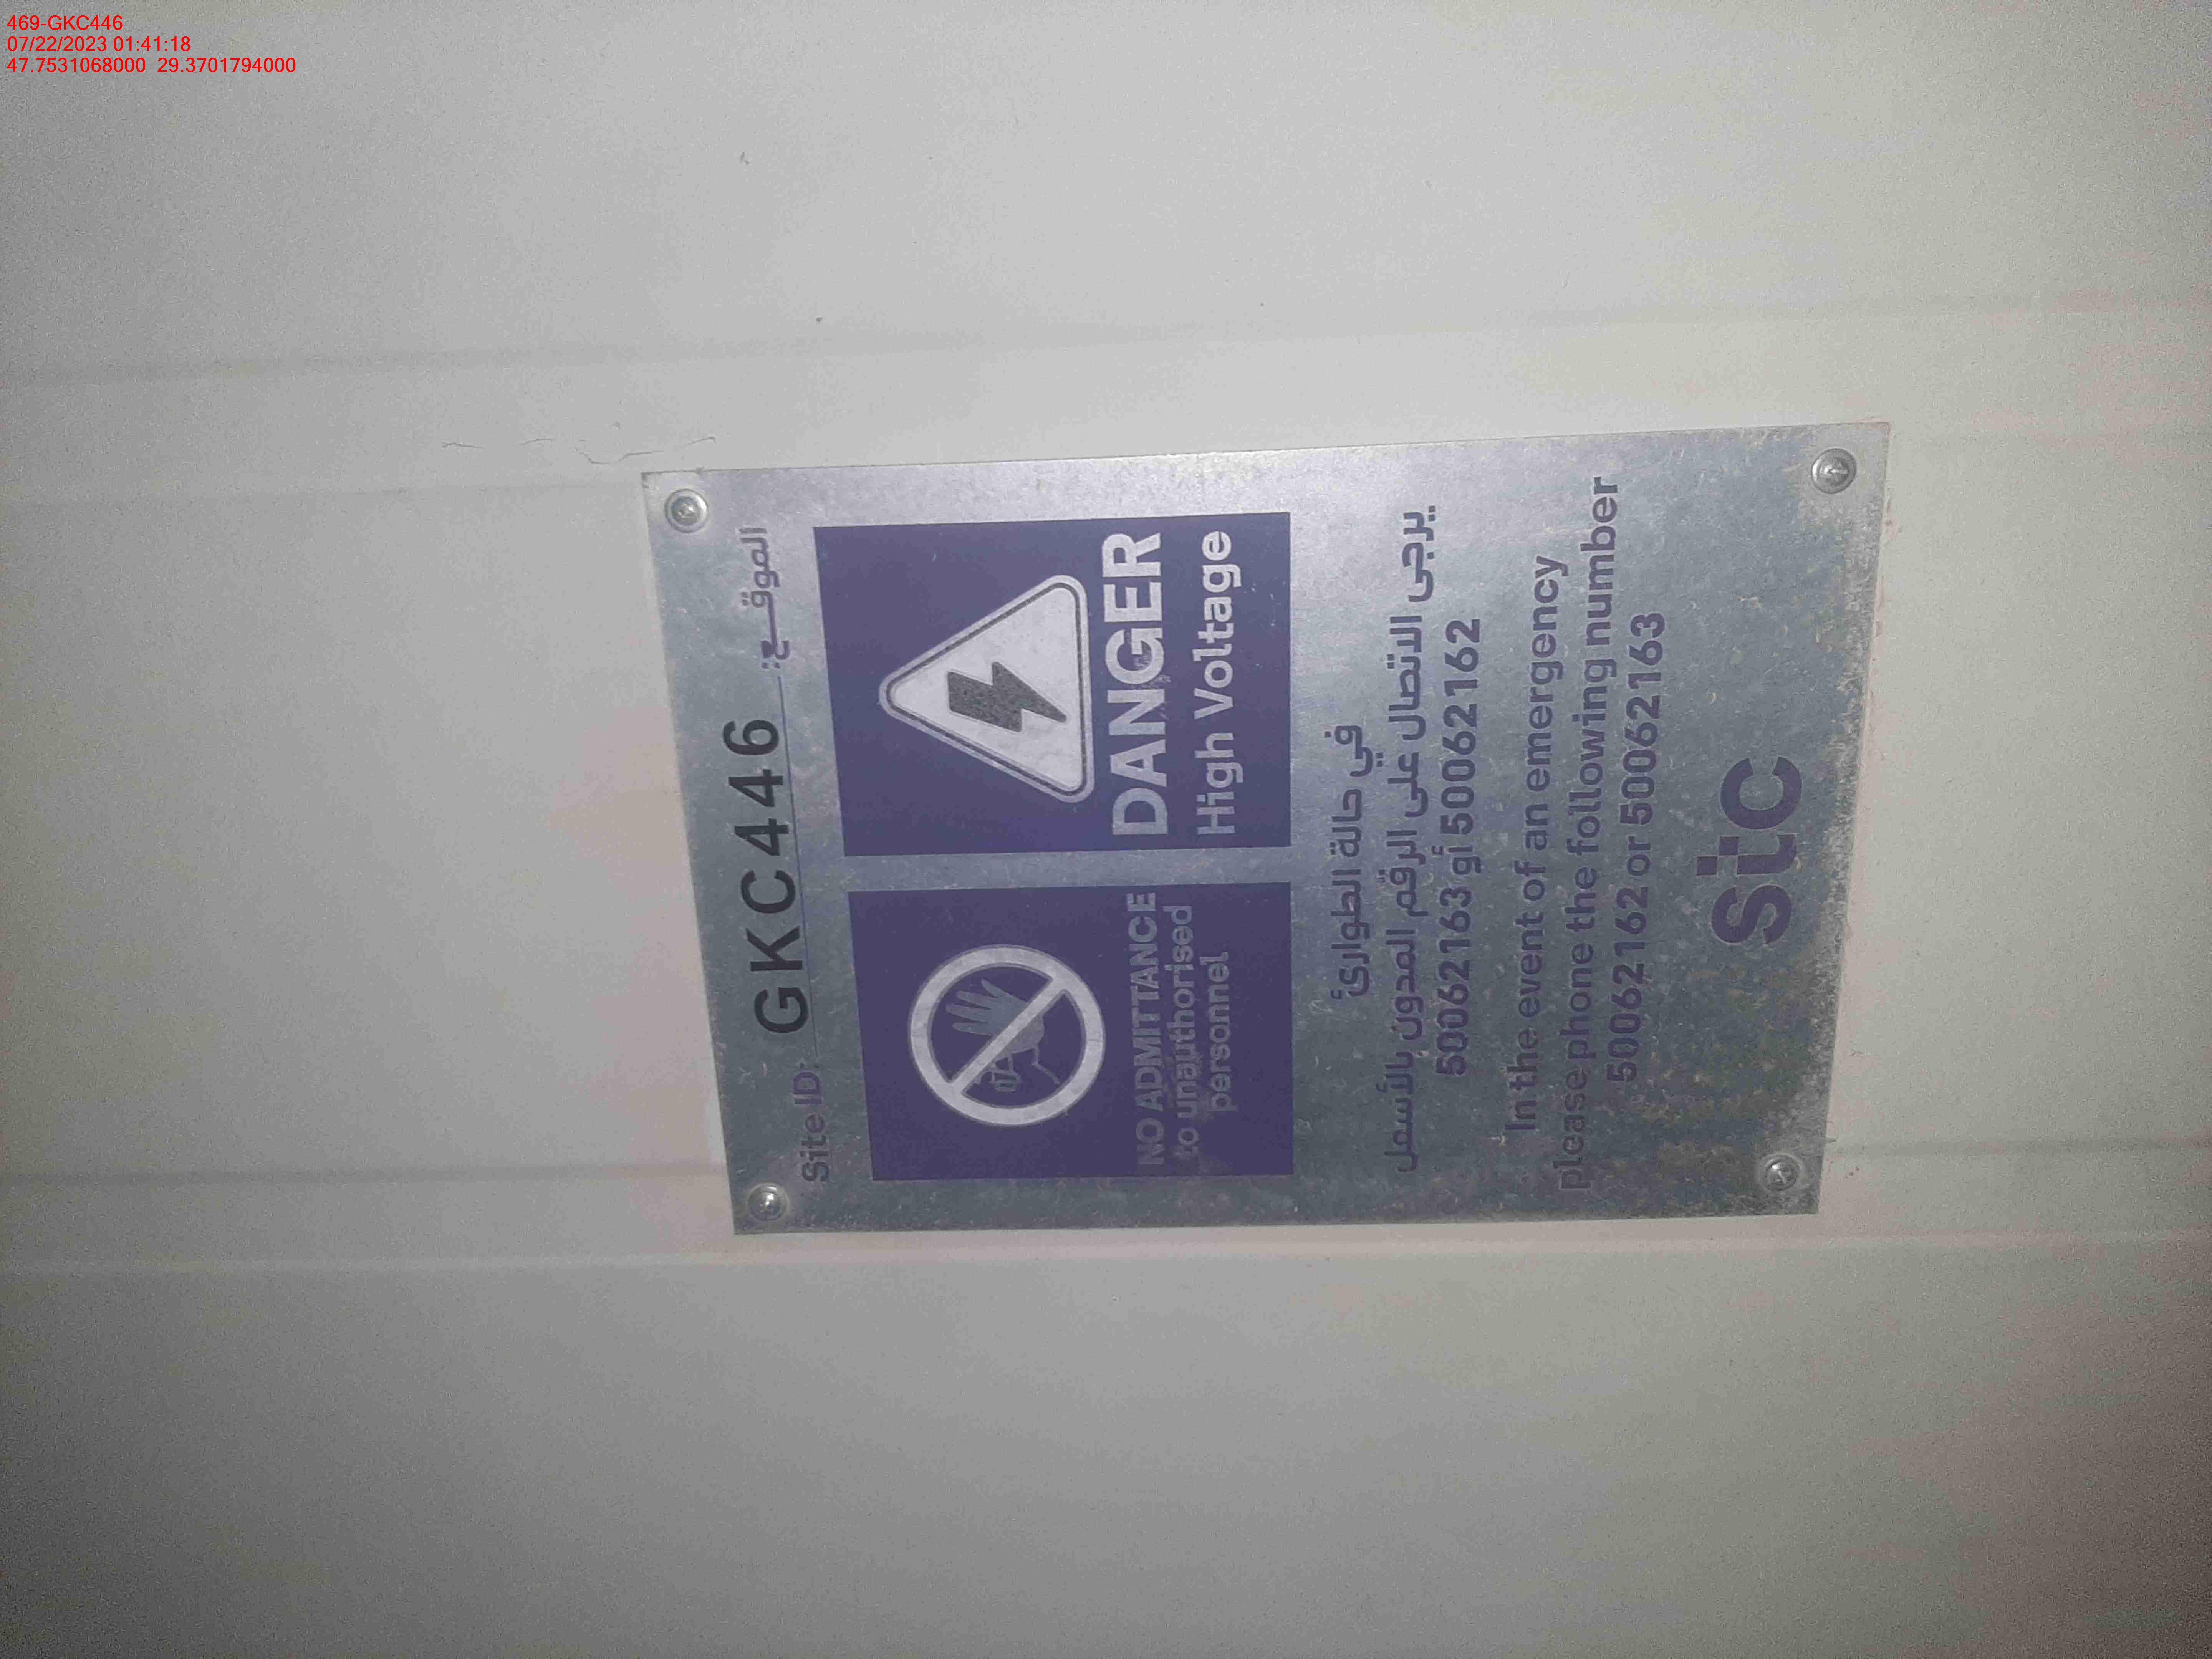 469-GKC446
07/22/2023 01:41:18
47.7531068000 29.3701794000
Site ID: GKC446 الموقـــع:
NO ADMITTANCE
to unauthorised
personnel
DANGER
High Voltage
في حالة الطوارئ
يرجى الاتصال على الرقم المدون بالأسفل
50062162 أو 50062163
In the event of an emergency
please phone the following number
50062162 or 50062163
stc